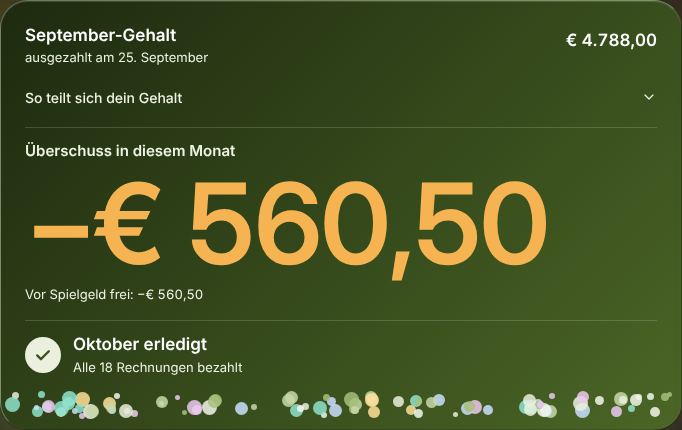 September-Gehalt
€ 4.788,00
ausgezahlt am 25. September
So teilt sich dein Gehalt
Überschuss in diesem Monat
−€ 560,50
Vor Spielgeld frei: −€ 560,50
Oktober erledigt
Alle 18 Rechnungen bezahlt